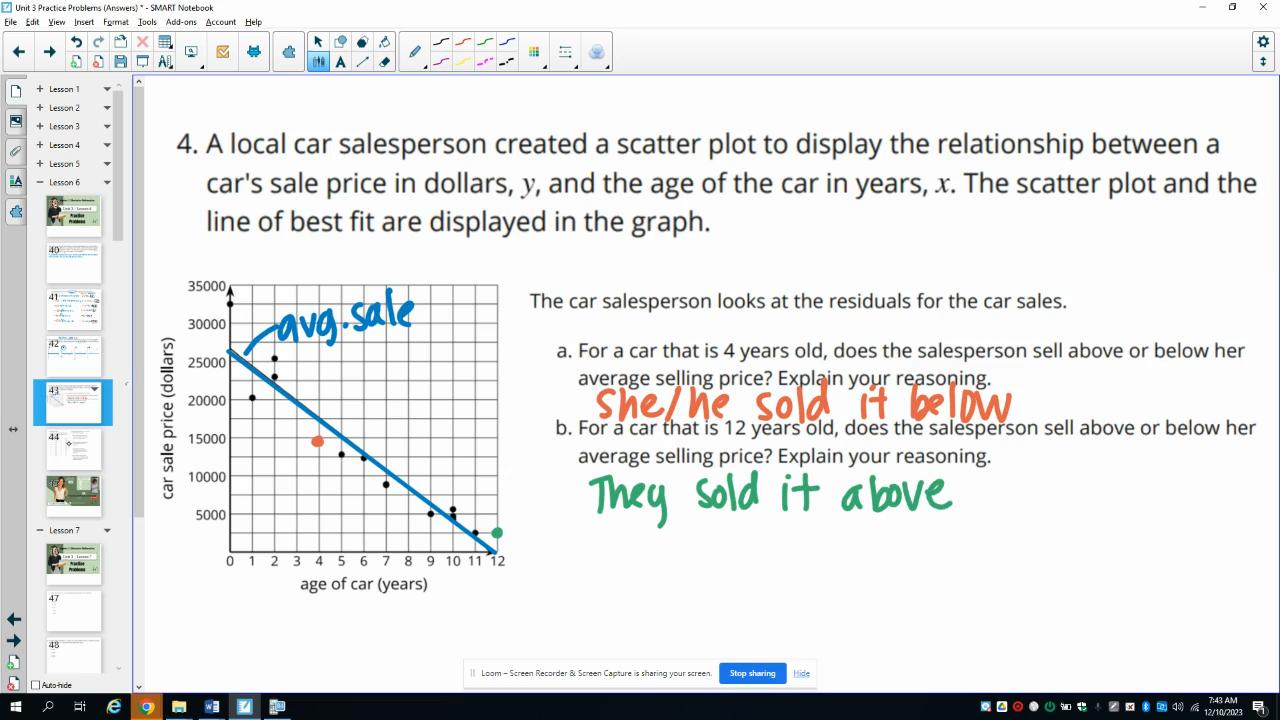 Unit 3 Practice Problems (Answers) * - SMART Notebook
File Edit View Insert Format Tools Add-ons Account Help
Lesson 1
Lesson 2
Lesson 3
Lesson 4
Lesson 5
Lesson 6
Practice
Problems
40
41
42
43
44
Lesson 7
Practice
Problems
47
48
Auto-hide
4. A local car salesperson created a scatter plot to display the relationship between a
car's sale price in dollars, y, and the age of the car in years, x. The scatter plot and the
line of best fit are displayed in the graph.
car sale price (dollars)
35000
30000
25000
20000
15000
10000
5000
avg. sale
0 1 2 3 4 5 6 7 8 9 10 11 12
age of car (years)
The car salesperson looks at the residuals for the car sales.
a. For a car that is 4 years old, does the salesperson sell above or below her
average selling price? Explain your reasoning.
She/he sold it below
b. For a car that is 12 years old, does the salesperson sell above or below her
average selling price? Explain your reasoning.
They sold it above
Loom – Screen Recorder & Screen Capture is sharing your screen.
Stop sharing
Hide
7:43 AM
12/10/2023